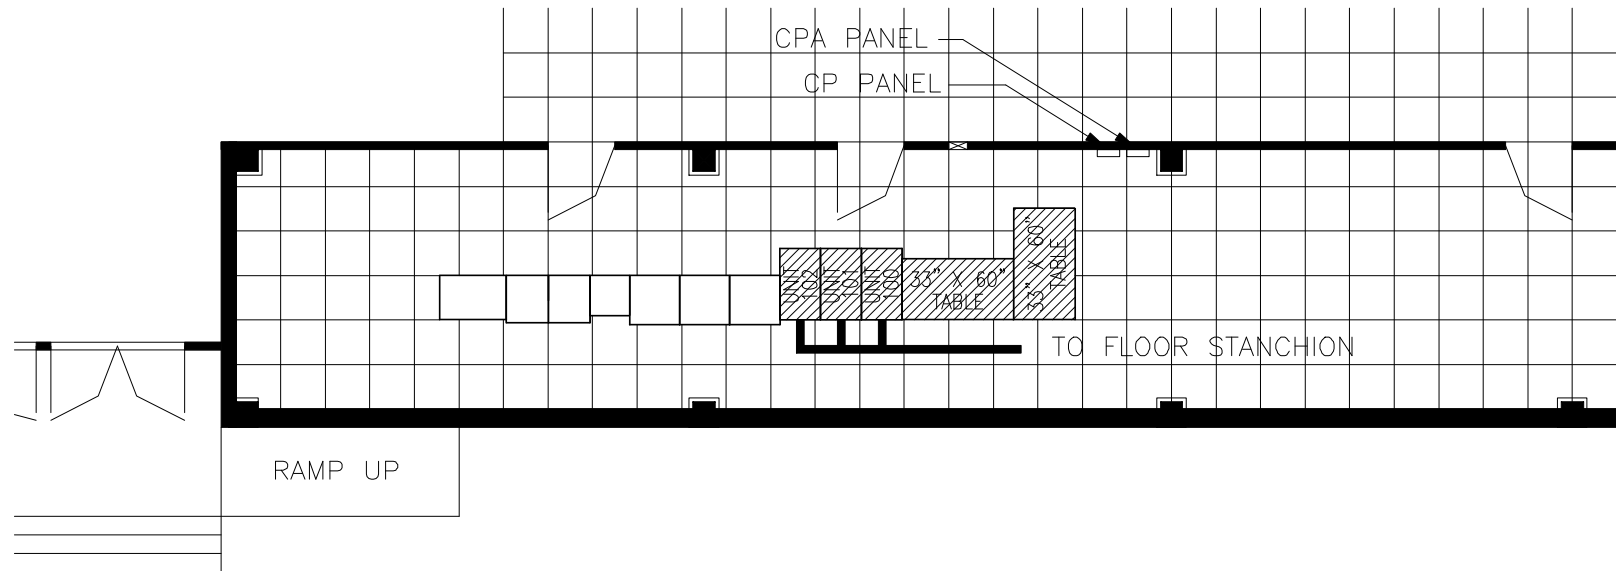 CPA PANEL
CP PANEL
UNIT
102
UNIT
101
UNIT
100
33" X 60"
TABLE
33" X 60"
TABLE
TO FLOOR STANCHION
RAMP UP